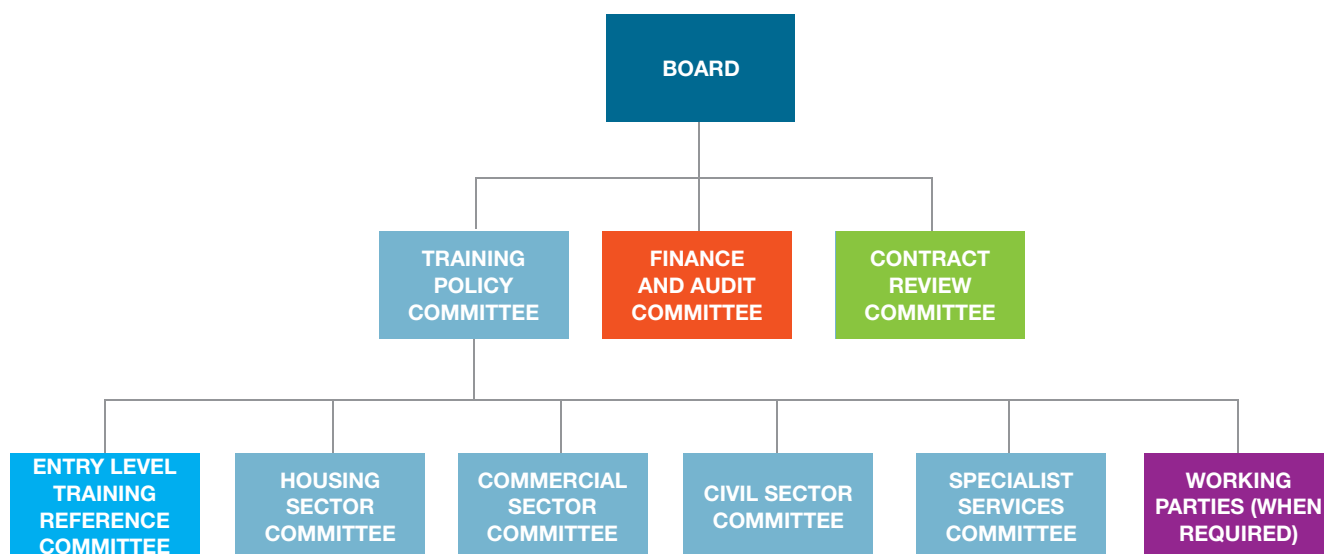 BOARD
TRAINING
POLICY
COMMITTEE
FINANCE
AND AUDIT
COMMITTEE
CONTRACT
REVIEW
COMMITTEE
ENTRY LEVEL
TRAINING
REFERENCE
COMMITTEE
HOUSING
SECTOR
COMMITTEE
COMMERCIAL
SECTOR
COMMITTEE
CIVIL SECTOR
COMMITTEE
SPECIALIST
SERVICES
COMMITTEE
WORKING
PARTIES (WHEN
REQUIRED)